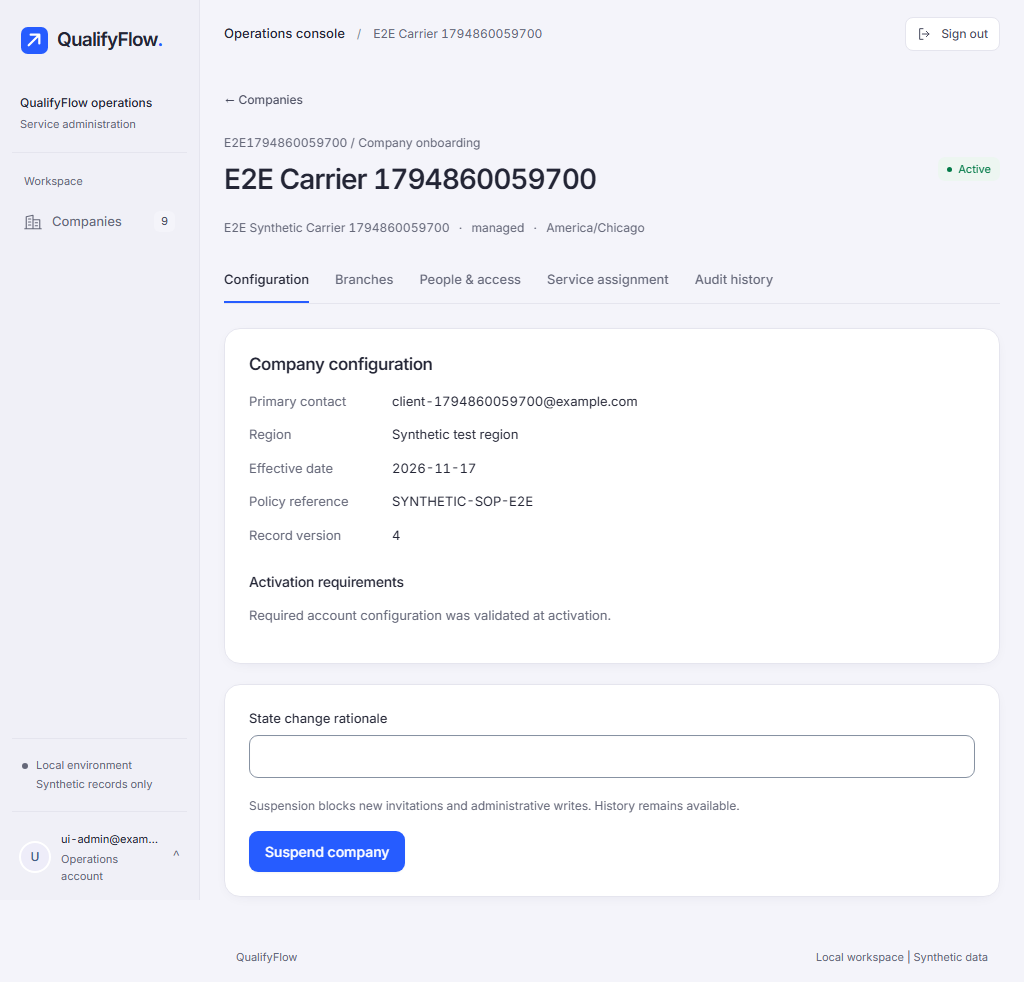 QualifyFlow.
QualifyFlow operations
Service administration
Workspace
Companies 9
Local environment
Synthetic records only
U
ui-admin@exam...
Operations
account
^
Operations console / E2E Carrier 1794860059700
Sign out
← Companies
E2E1794860059700 / Company onboarding
E2E Carrier 1794860059700
Active
E2E Synthetic Carrier 1794860059700 · managed · America/Chicago
Configuration Branches People & access Service assignment Audit history
Company configuration
Primary contact client-1794860059700@example.com
Region Synthetic test region
Effective date 2026-11-17
Policy reference SYNTHETIC-SOP-E2E
Record version 4
Activation requirements
Required account configuration was validated at activation.
State change rationale
Suspension blocks new invitations and administrative writes. History remains available.
Suspend company
QualifyFlow
Local workspace | Synthetic data